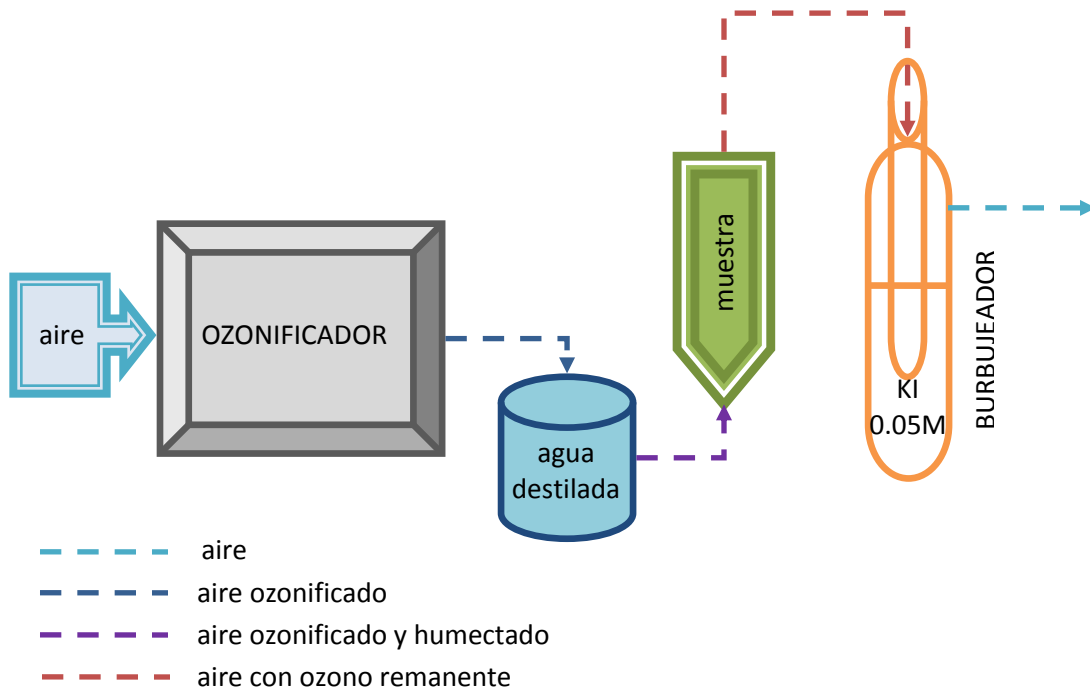 aire
OZONIFICADOR
agua
destilada
muestra
KI
0.05M
BURBUJEADOR
aire
aire ozonificado
aire ozonificado y humectado
aire con ozono remanente